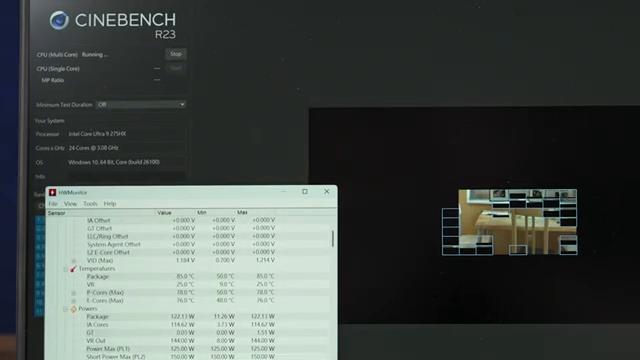 CINEBENCH
R23
CPU (Multi Core) Running ... Stop
CPU (Single Core) --- Start
MP Ratio ---
Minimum Test Duration Off
Your System
Processor Intel Core Ultra 9 275HX
Cores x GHz 24 Cores @ 3.08 GHz
OS Windows 10, 64 Bit, Core (build 26100)
HWMonitor
File View Tools Help
Sensor Value Min Max
IA Offset +0.000 V +0.000 V +0.000 V
GT Offset +0.000 V +0.000 V +0.000 V
LLC/Ring Offset +0.000 V +0.000 V +0.000 V
System Agent Offset +0.000 V +0.000 V +0.000 V
L2 E-Core Offset +0.000 V +0.000 V +0.000 V
VID (Max) 1.184 V 0.700 V 1.214 V
Temperatures
Package 85.0°C 50.0°C 85.0°C
VR 25.0°C 9.0°C 25.0°C
P-Cores (Max) 78.0°C 50.0°C 78.0°C
E-Cores (Max) 76.0°C 48.0°C 76.0°C
Powers
Package 122.13 W 11.26 W 122.13 W
IA Cores 114.62 W 3.73 W 114.62 W
GT 0.03 W 0.00 W 1.51 W
VR Out 144.00 W 8.00 W 144.00 W
Power Max (PL1) 125.00 W 125.00 W 125.00 W
Short Power Max (PL2) 150.00 W 150.00 W 150.00 W